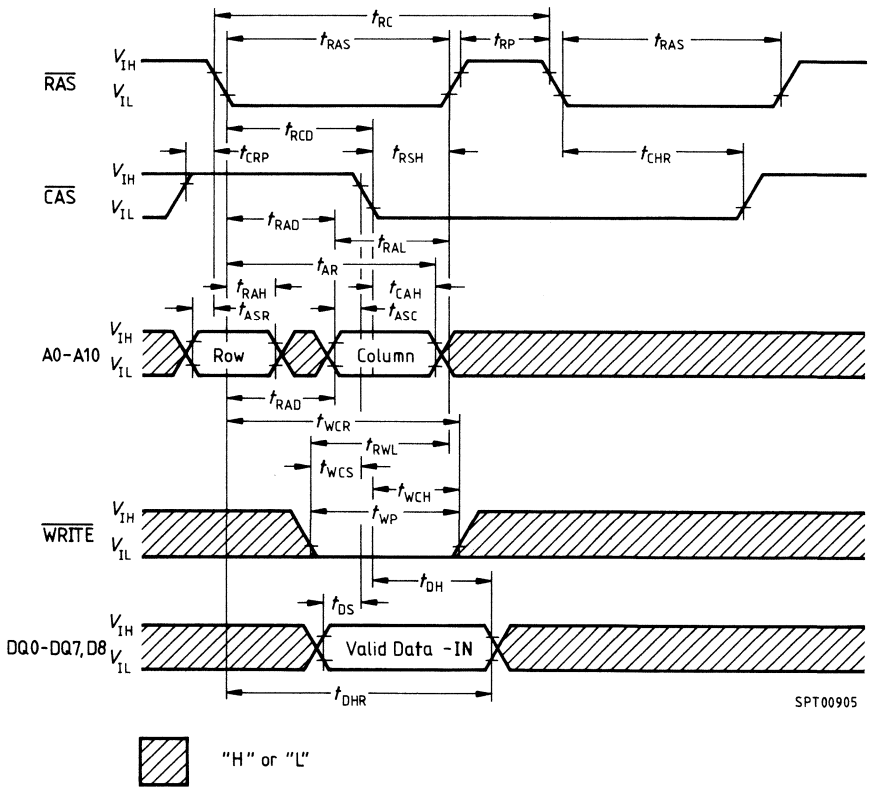 tRC
tRAS tRP tRAS
RAS VIH
VIL
tRCD
tCRP tRSH tCHR
CAS VIH
VIL
tRAD
tRAL
tAR
tRAH tCAH
tASR tASC
A0-A10 VIH
VIL
Row Column
tRAD
tWCR
tRWL
tWCS
tWCH
tWP
WRITE VIH
VIL
tDH
tDS
DQ0-DQ7,D8 VIH
VIL
Valid Data -IN
tDHR
SPT00905
"H" or "L"